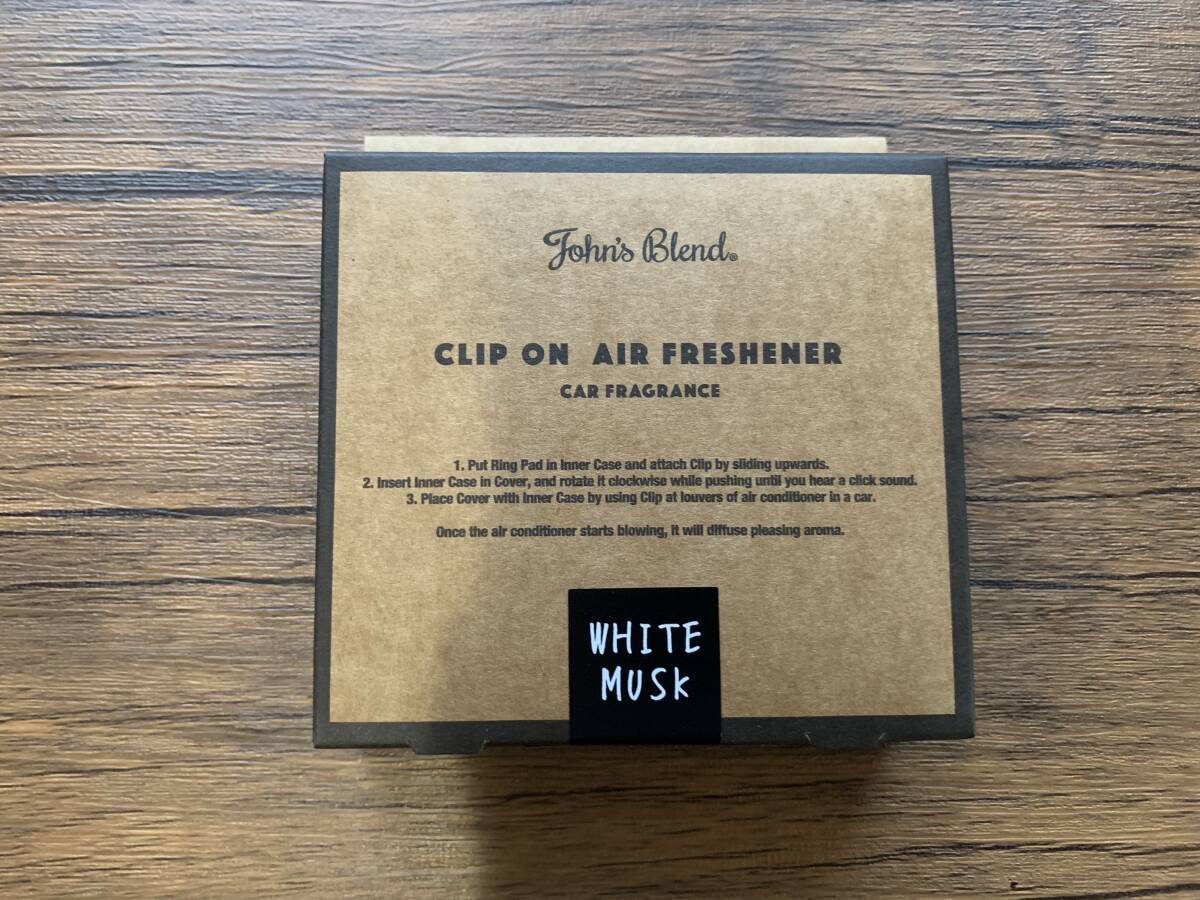 John's Blend®
CLIP ON AIR FRESHENER
CAR FRAGRANCE
1. Put Ring Pad in Inner Case and attach Clip by sliding upwards.
2. Insert Inner Case in Cover, and rotate it clockwise while pushing until you hear a click sound.
3. Place Cover with Inner Case by using Clip at louvers of air conditioner in a car.
Once the air conditioner starts blowing, it will diffuse pleasing aroma.
WHITE
MUSK